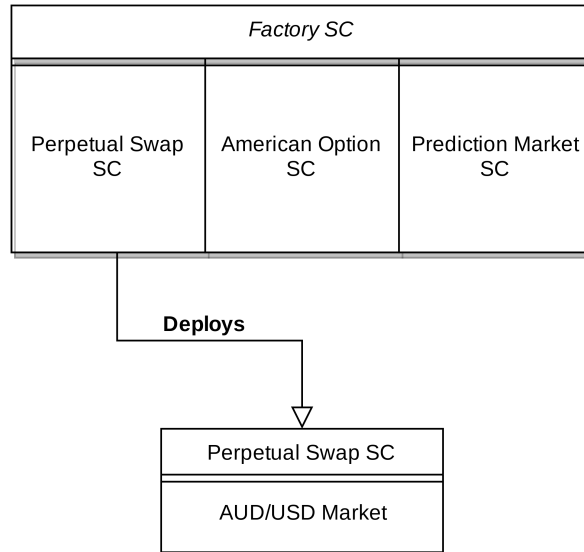 Factory SC
Perpetual Swap
SC
American Option
SC
Prediction Market
SC
Deploys
Perpetual Swap SC
AUD/USD Market